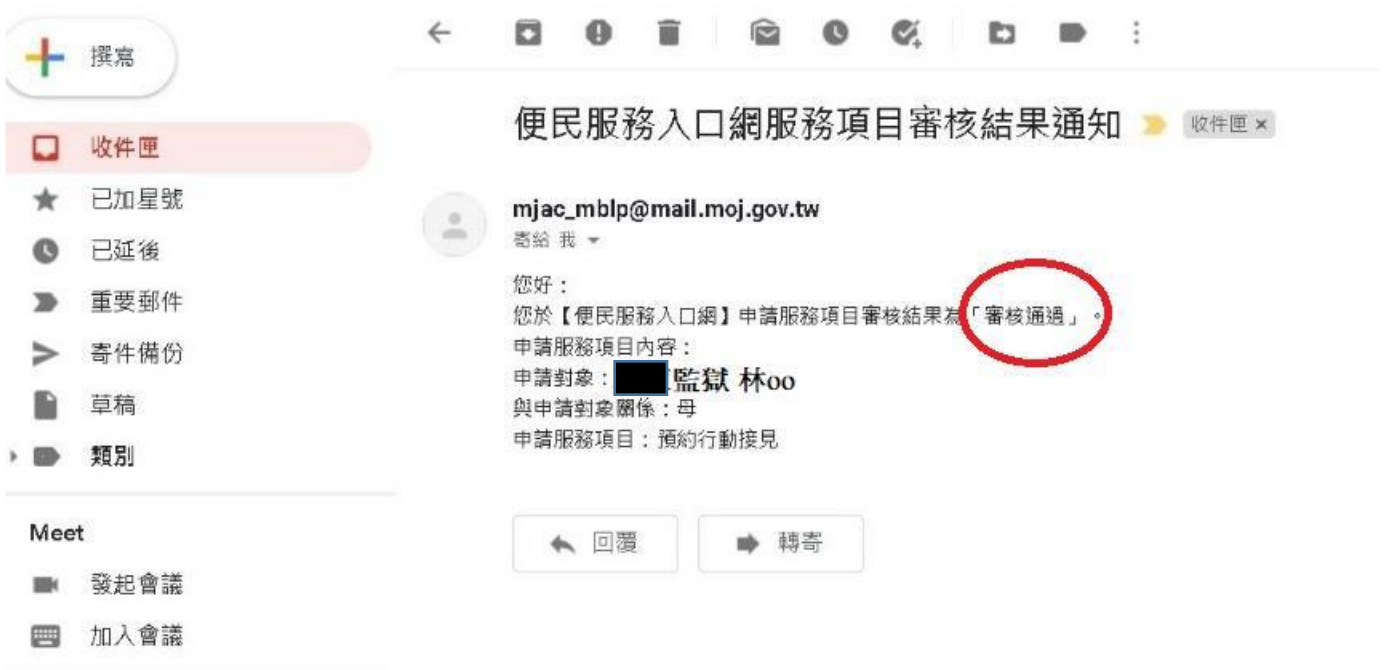 撰寫
收件匣
已加星號
已延後
重要郵件
寄件備份
草稿
類別
Meet
發起會議
加入會議
便民服務入口網服務項目審核結果通知
收件匣 ×
mjac_mblp@mail.moj.gov.tw
寄給 我
您好：
您於【便民服務入口網】申請服務項目審核結果為「審核通過」。
申請服務項目內容：
申請對象： 監獄 林oo
與申請對象關係：母
申請服務項目：預約行動接見
回覆
轉寄